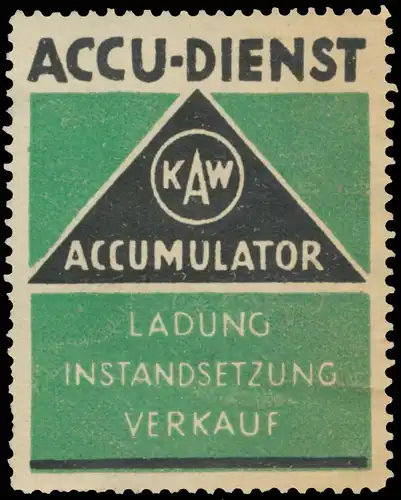 ACCU-DIENST
KAW
ACCUMULATOR
LADUNG
INSTANDSETZUNG
VERKAUF